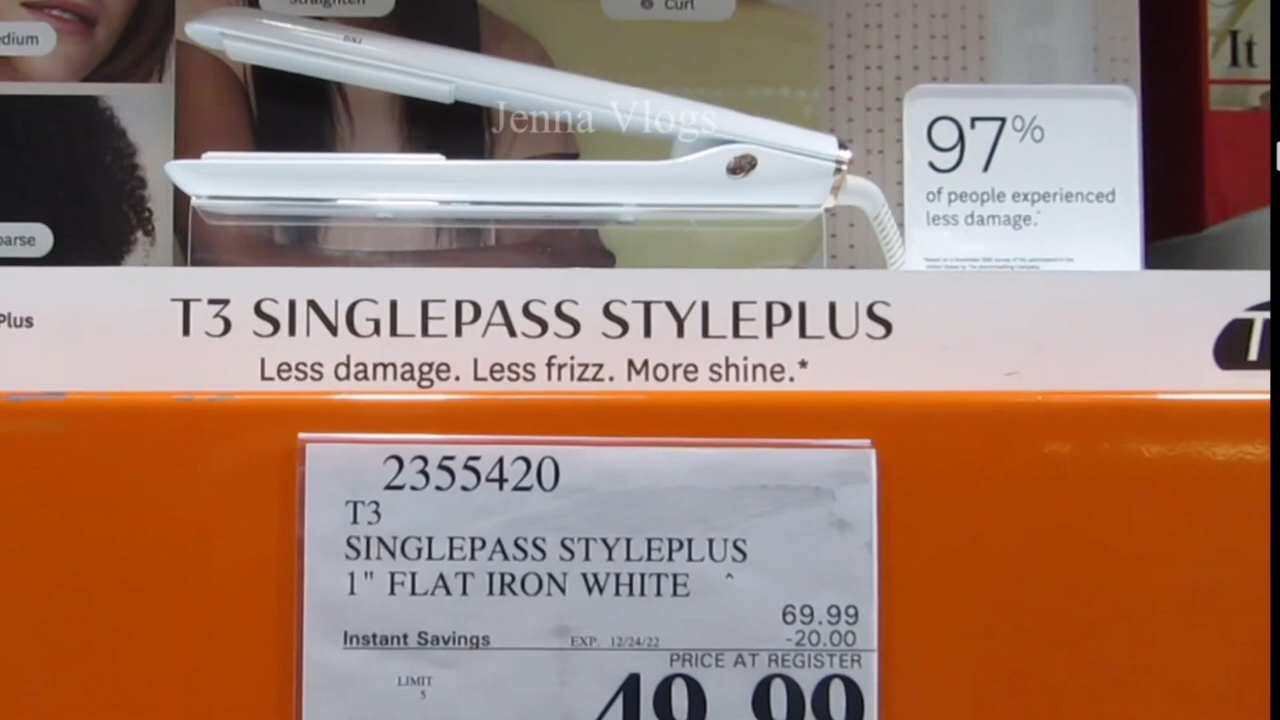 Straighten
Curl
dium
It
Jenna Vlogs
97%
of people experienced
less damage.*
arse
Plus
T3 SINGLEPASS STYLEPLUS
Less damage. Less frizz. More shine.*
T
2355420
T3
SINGLEPASS STYLEPLUS
1" FLAT IRON WHITE ^
69.99
Instant Savings EXP. 12/24/22 -20.00
PRICE AT REGISTER
LIMIT
5
49.99